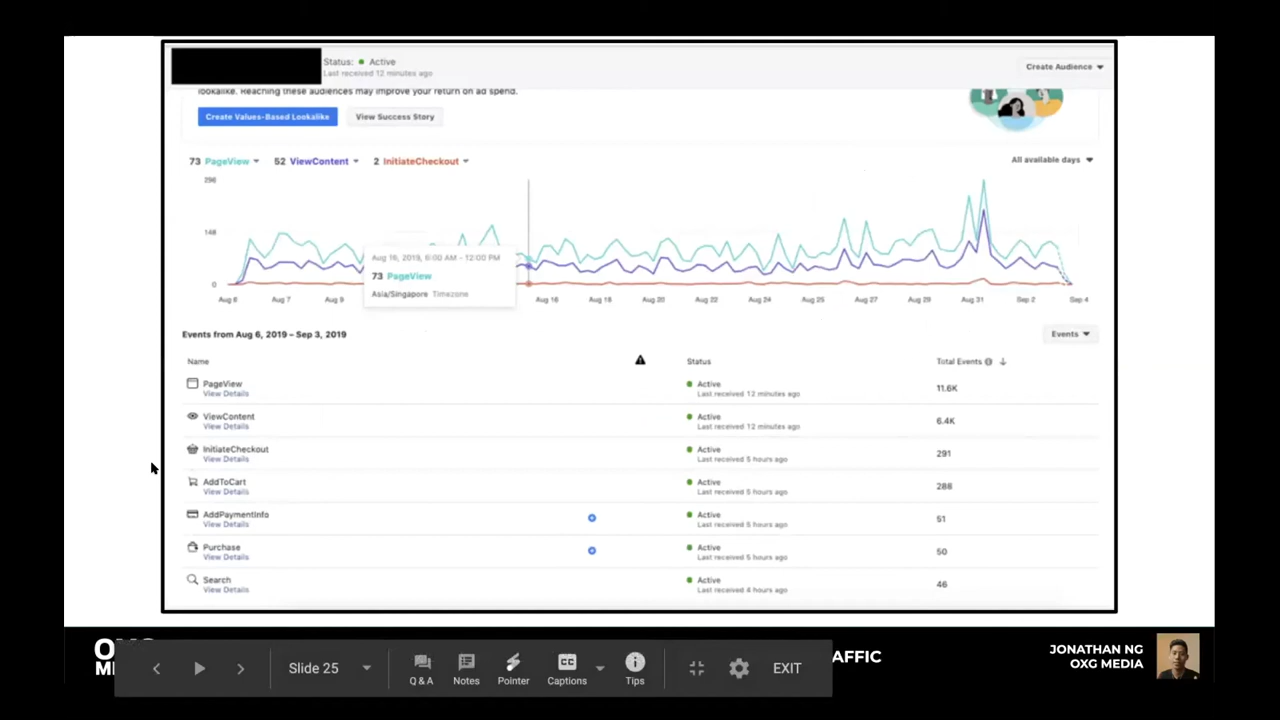 Status: Active
Last received 12 minutes ago
Create Audience
lookalike. Reaching these audiences may improve your return on ad spend.
Create Values-Based Lookalike
View Success Story
73 PageView 52 ViewContent 2 InitiateCheckout
All available days
296
148
0
Aug 16, 2019, 6:00 AM - 12:00 PM
73 PageView
Asia/Singapore Timezone
Aug 6 Aug 7 Aug 9 Aug 16 Aug 18 Aug 20 Aug 22 Aug 24 Aug 25 Aug 27 Aug 29 Aug 31 Sep 2 Sep 4
Events from Aug 6, 2019 – Sep 3, 2019
Events
Name Status Total Events
PageView Active 11.6K
View Details Last received 12 minutes ago
ViewContent Active 6.4K
View Details Last received 12 minutes ago
InitiateCheckout Active 291
View Details Last received 5 hours ago
AddToCart Active 288
View Details Last received 5 hours ago
AddPaymentInfo Active 51
View Details Last received 5 hours ago
Purchase Active 50
View Details Last received 5 hours ago
Search Active 46
View Details Last received 4 hours ago
Slide 25
Q & A
Notes
Pointer
CC
Captions
Tips
EXIT
JONATHAN NG
OXG MEDIA